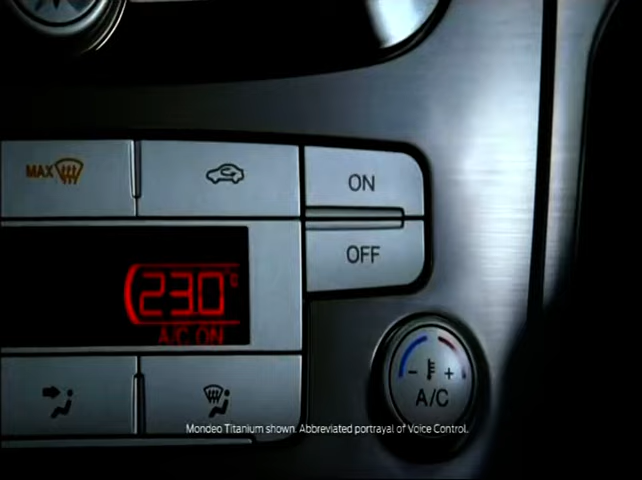 MAX
ON
OFF
23.0°
A/C ON
- +
A/C
Mondeo Titanium shown. Abbreviated portrayal of Voice Control.